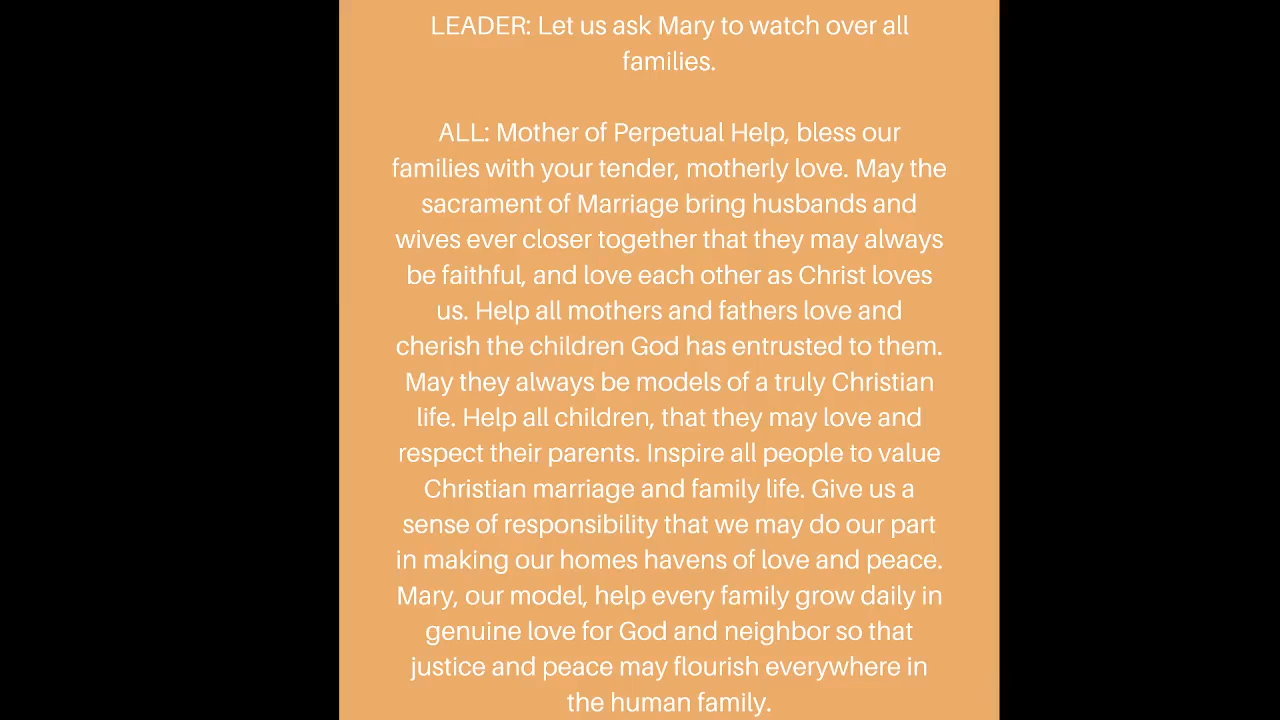 LEADER: Let us ask Mary to watch over all
families.
ALL: Mother of Perpetual Help, bless our
families with your tender, motherly love. May the
sacrament of Marriage bring husbands and
wives ever closer together that they may always
be faithful, and love each other as Christ loves
us. Help all mothers and fathers love and
cherish the children God has entrusted to them.
May they always be models of a truly Christian
life. Help all children, that they may love and
respect their parents. Inspire all people to value
Christian marriage and family life. Give us a
sense of responsibility that we may do our part
in making our homes havens of love and peace.
Mary, our model, help every family grow daily in
genuine love for God and neighbor so that
justice and peace may flourish everywhere in
the human family.